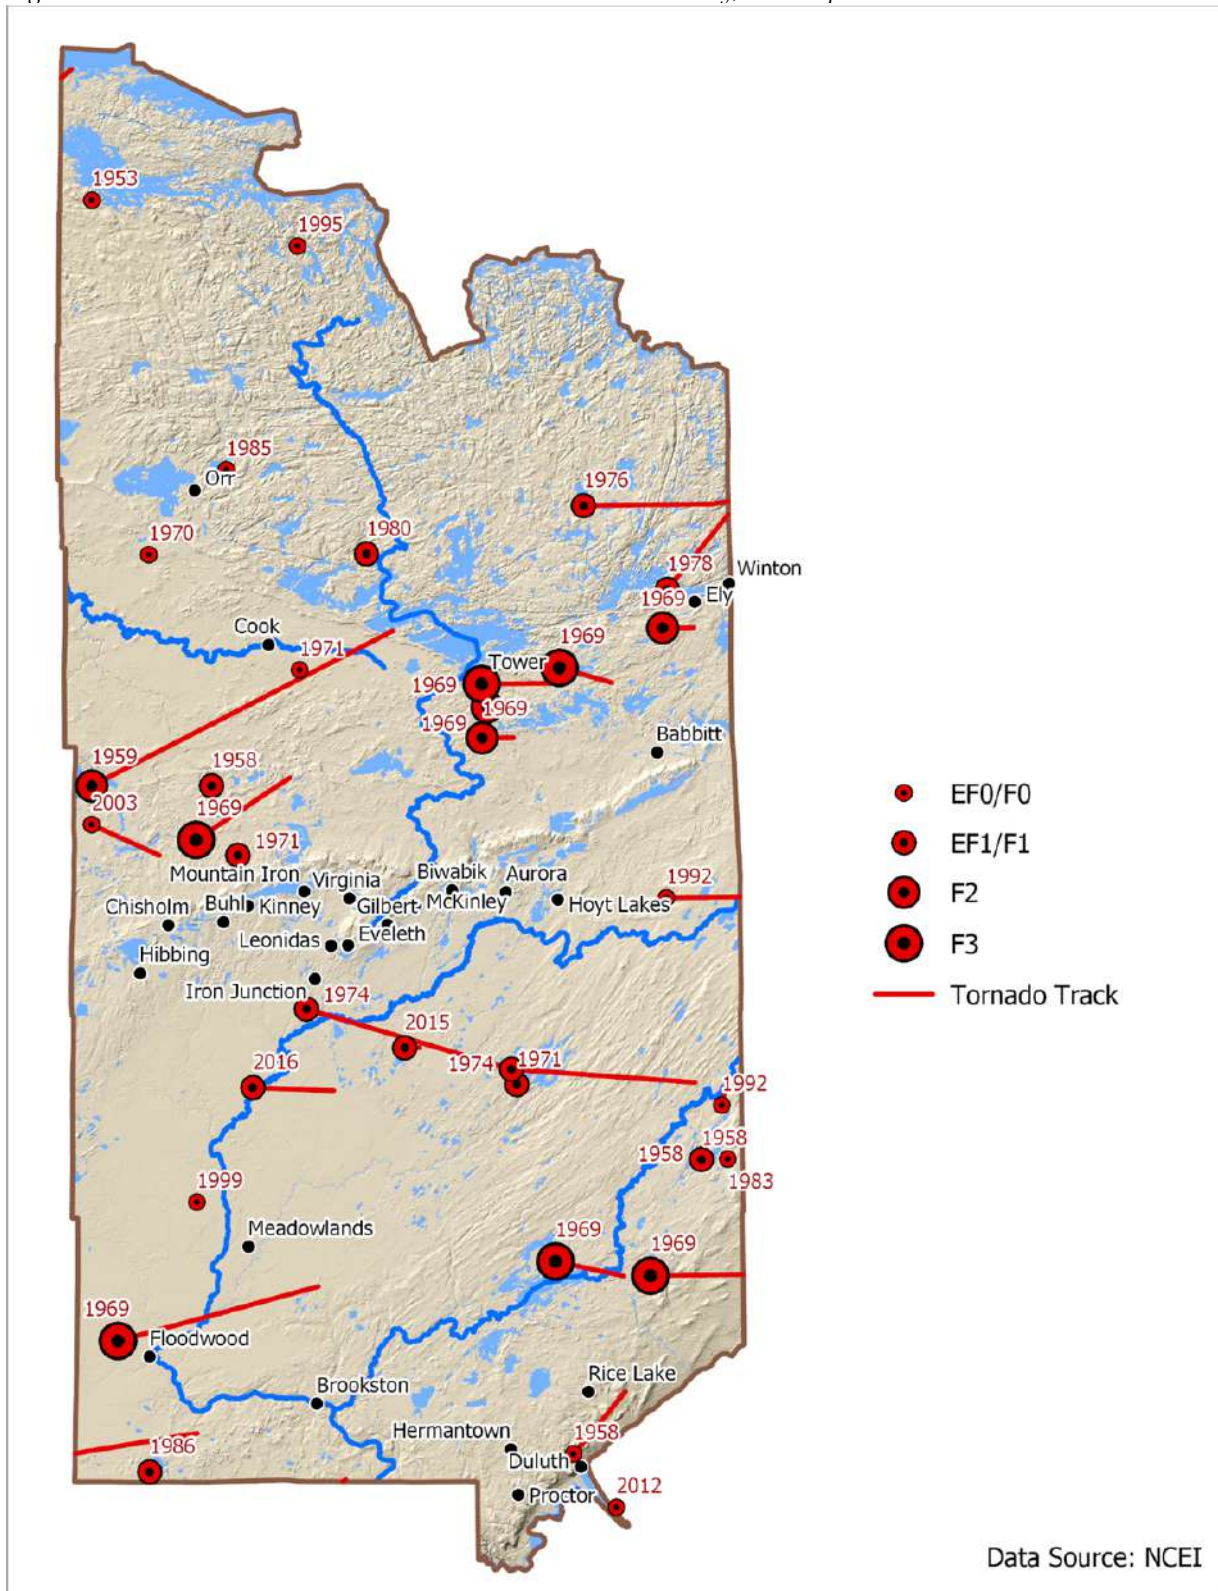 1953
1995
1985
Orr
1976
1970
1980
1978
Winton
Ely
1969
Cook
1971
1969
Tower
1969
1969
1969
Babbitt
1959
1958
2003
1969
1971
Mountain Iron
Virginia
Biwabik
Aurora
1992
Chisholm
Buhl
Kinney
Gilbert
McKinley
Hoyt Lakes
Leonidas
Eveleth
Hibbing
Iron Junction
1974
2015
2016
1974
1971
1992
1958
1958
1983
1999
Meadowlands
1969
1969
1969
Floodwood
Rice Lake
Brookston
Hermantown
1958
1986
Duluth
2012
Proctor
EF0/F0
EF1/F1
F2
F3
Tornado Track
Data Source: NCEI